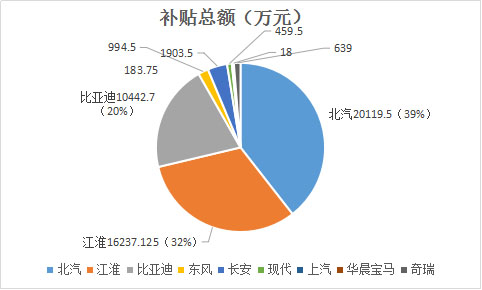 补贴总额（万元）
459.5
994.5
1903.5
18
639
183.75
比亚迪10442.7
（20%）
北汽20119.5（39%）
江淮16237.125（32%）
北汽 江淮 比亚迪 东风 长安 现代 上汽 华晨宝马 奇瑞